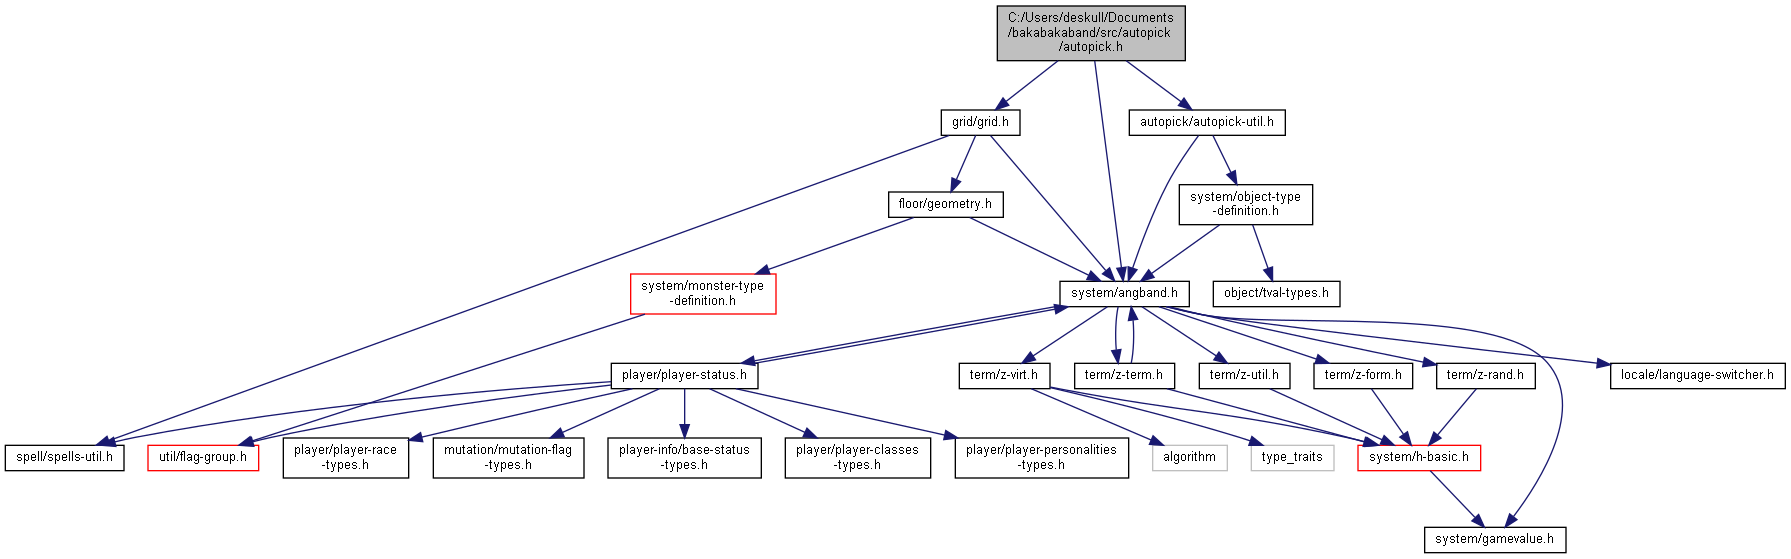 C:/Users/deskull/Documents
/bakabakaband/src/autopick
/autopick.h
grid/grid.h
autopick/autopick-util.h
floor/geometry.h
system/object-type
-definition.h
system/monster-type
-definition.h
system/angband.h
object/tval-types.h
player/player-status.h
term/z-virt.h
term/z-term.h
term/z-util.h
term/z-form.h
term/z-rand.h
locale/language-switcher.h
spell/spells-util.h
util/flag-group.h
player/player-race
-types.h
mutation/mutation-flag
-types.h
player-info/base-status
-types.h
player/player-classes
-types.h
player/player-personalities
-types.h
algorithm
type_traits
system/h-basic.h
system/gamevalue.h